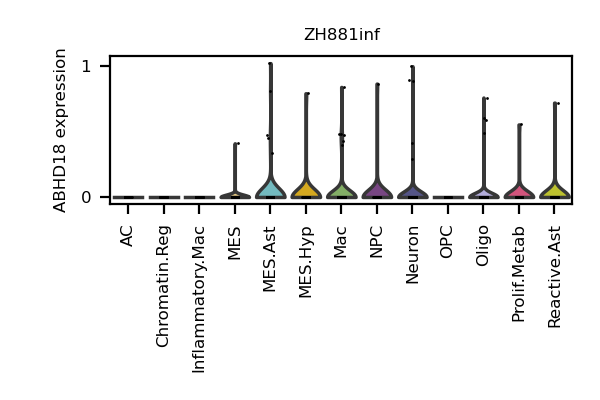 ZH881inf
ABHD18 expression
1
0
AC
Chromatin.Reg
Inflammatory.Mac
MES
MES.Ast
MES.Hyp
Mac
NPC
Neuron
OPC
Oligo
Prolif.Metab
Reactive.Ast